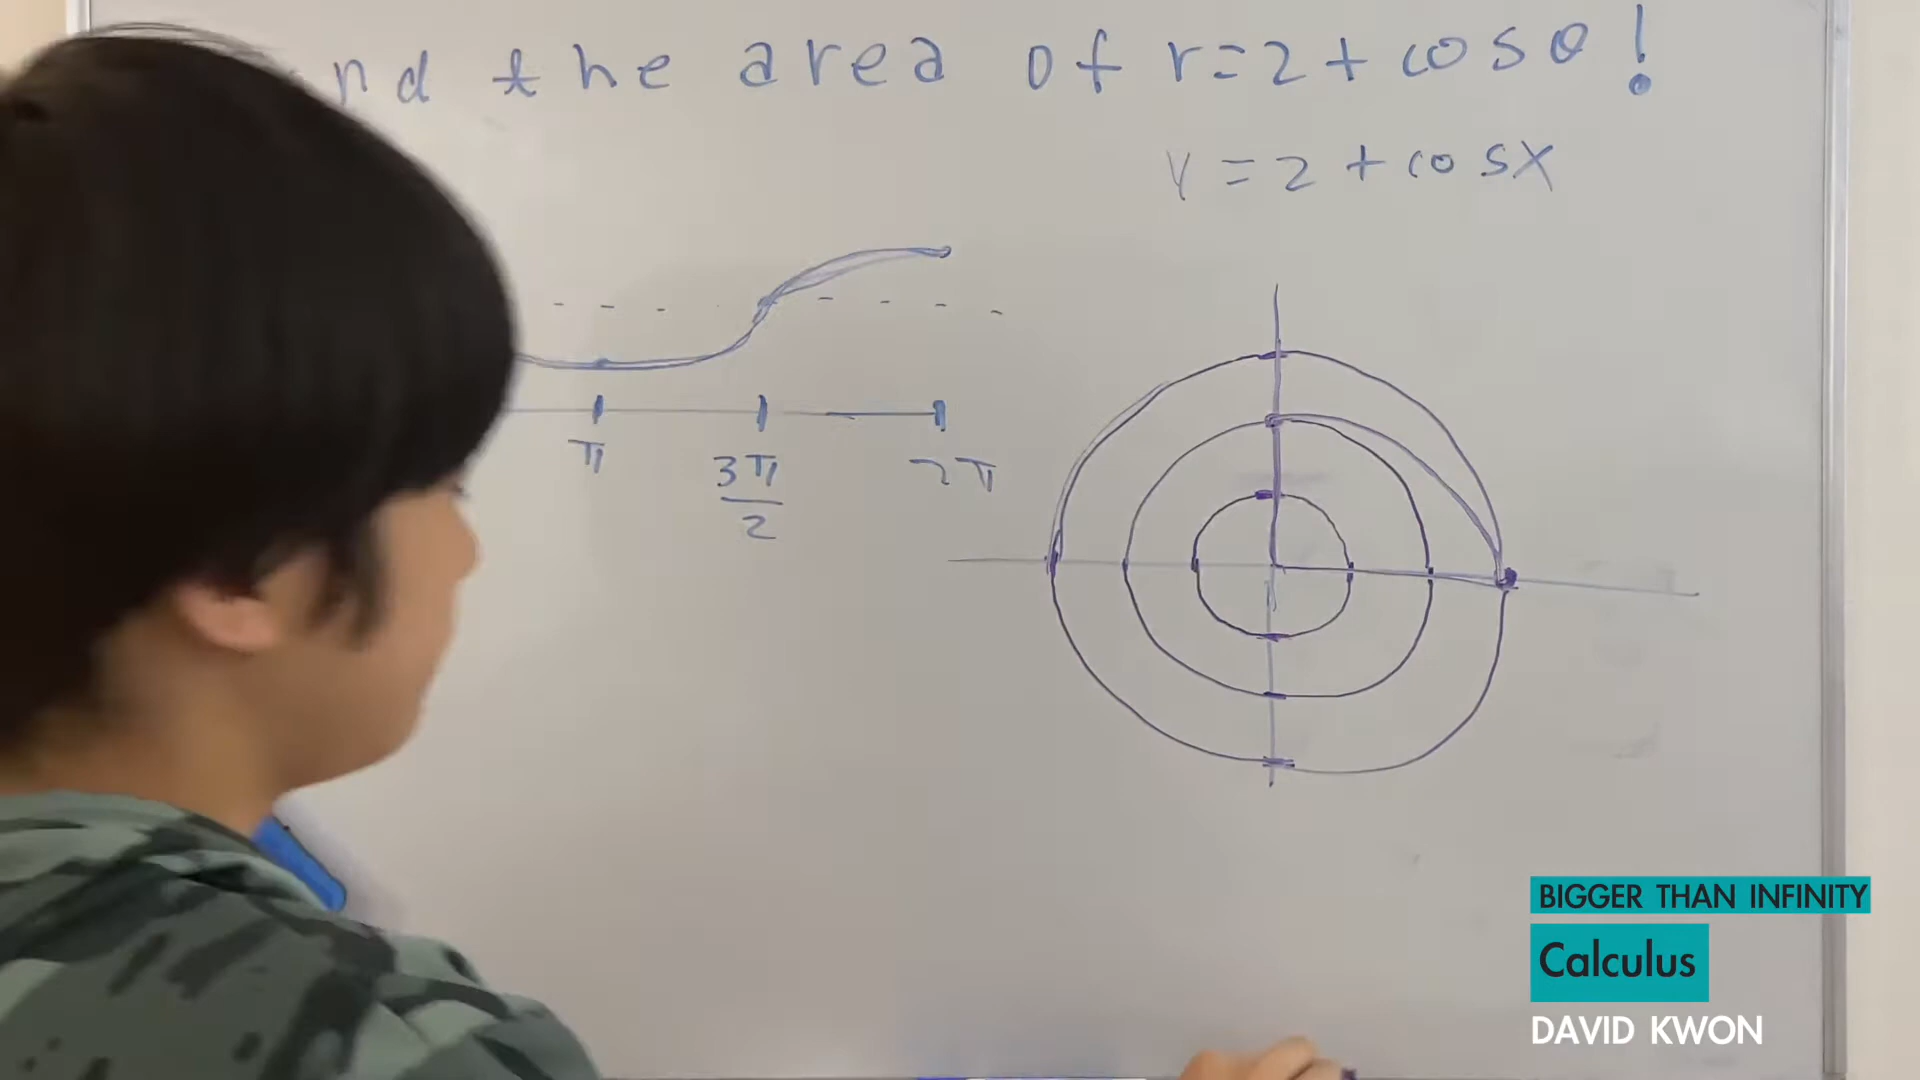 nd the area of r=2+cosθ!
y=2+cosx
π 3π/2 2π
BIGGER THAN INFINITY
Calculus
DAVID KWON